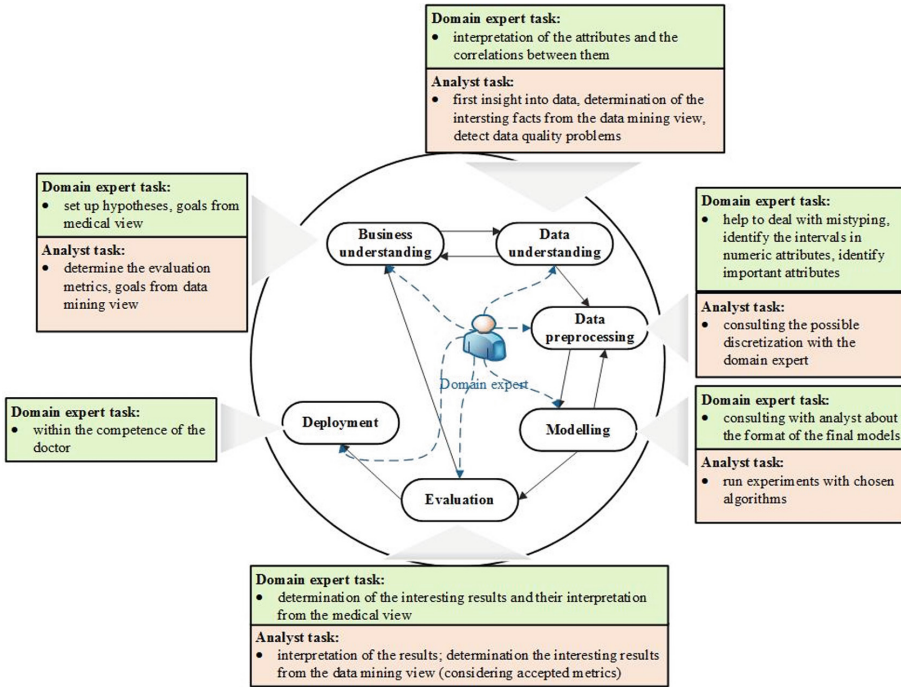 Domain expert task:
• interpretation of the attributes and the
correlations between them
Analyst task:
• first insight into data, determination of the
intersting facts from the data mining view,
detect data quality problems
Domain expert task:
• set up hypotheses, goals from
medical view
Analyst task:
• determine the evaluation
metrics, goals from data
mining view
Domain expert task:
• help to deal with mistyping,
identify the intervals in
numeric attributes, identify
important attributes
Analyst task:
• consulting the possible
discretization with the
domain expert
Business
understanding
Data
understanding
Data
preprocessing
Domain expert
Domain expert task:
• within the competence of the
doctor
Deployment
Modelling
Domain expert task:
• consulting with analyst about
the format of the final models
Analyst task:
• run experiments with chosen
algorithms
Evaluation
Domain expert task:
• determination of the interesting results and their interpretation
from the medical view
Analyst task:
• interpretation of the results; determination the interesting results
from the data mining view (considering accepted metrics)